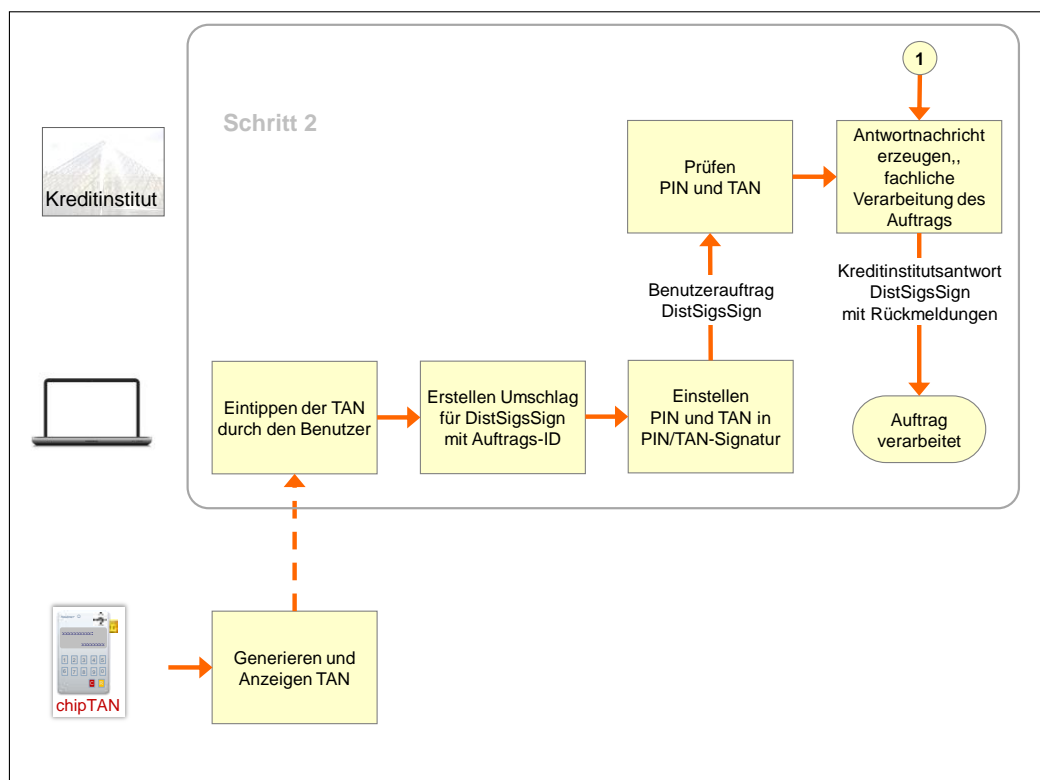 1
Schritt 2
Kreditinstitut
Prüfen
PIN und TAN
Antwortnachricht
erzeugen,,
fachliche
Verarbeitung des
Auftrags
Benutzerauftrag
DistSigsSign
Kreditinstitutsantwort
DistSigsSign
mit Rückmeldungen
Eintippen der TAN
durch den Benutzer
Erstellen Umschlag
für DistSigsSign
mit Auftrags-ID
Einstellen
PIN und TAN in
PIN/TAN-Signatur
Auftrag
verarbeitet
Generieren und
Anzeigen TAN
chipTAN